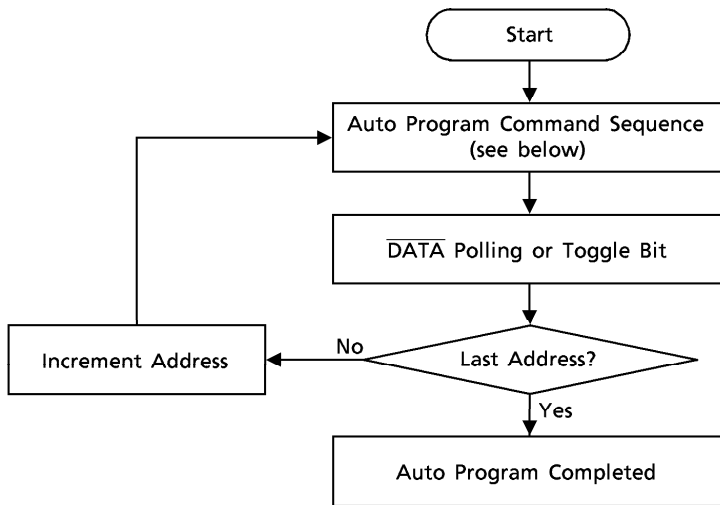 Start
Auto Program Command Sequence
(see below)
D̅A̅T̅A̅ Polling or Toggle Bit
Increment Address
No
Last Address?
Yes
Auto Program Completed